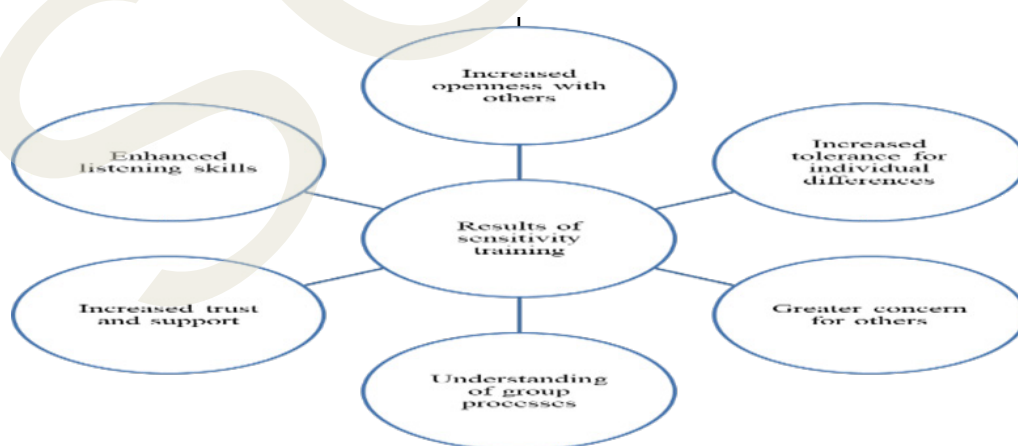 Increased
openness with
others
Enhanced
listening skills
Increased
tolerance for
individual
differences
Results of
sensitivity
training
Increased trust
and support
Greater concern
for others
Understanding
of group
processes